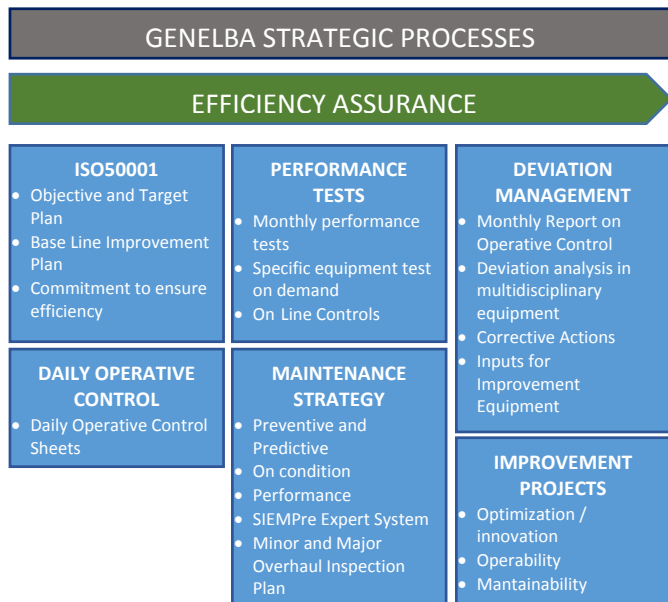 GENELBA STRATEGIC PROCESSES
EFFICIENCY ASSURANCE
ISO50001
• Objective and Target
Plan
• Base Line Improvement
Plan
• Commitment to ensure
efficiency
DAILY OPERATIVE
CONTROL
• Daily Operative Control
Sheets
PERFORMANCE
TESTS
• Monthly performance
tests
• Specific equipment test
on demand
• On Line Controls
MAINTENANCE
STRATEGY
• Preventive and
Predictive
• On condition
• Performance
• SIEMPre Expert System
• Minor and Major
Overhaul Inspection
Plan
DEVIATION
MANAGEMENT
• Monthly Report on
Operative Control
• Deviation analysis in
multidisciplinary
equipment
• Corrective Actions
• Inputs for
Improvement
Equipment
IMPROVEMENT
PROJECTS
• Optimization /
innovation
• Operability
• Mantainability